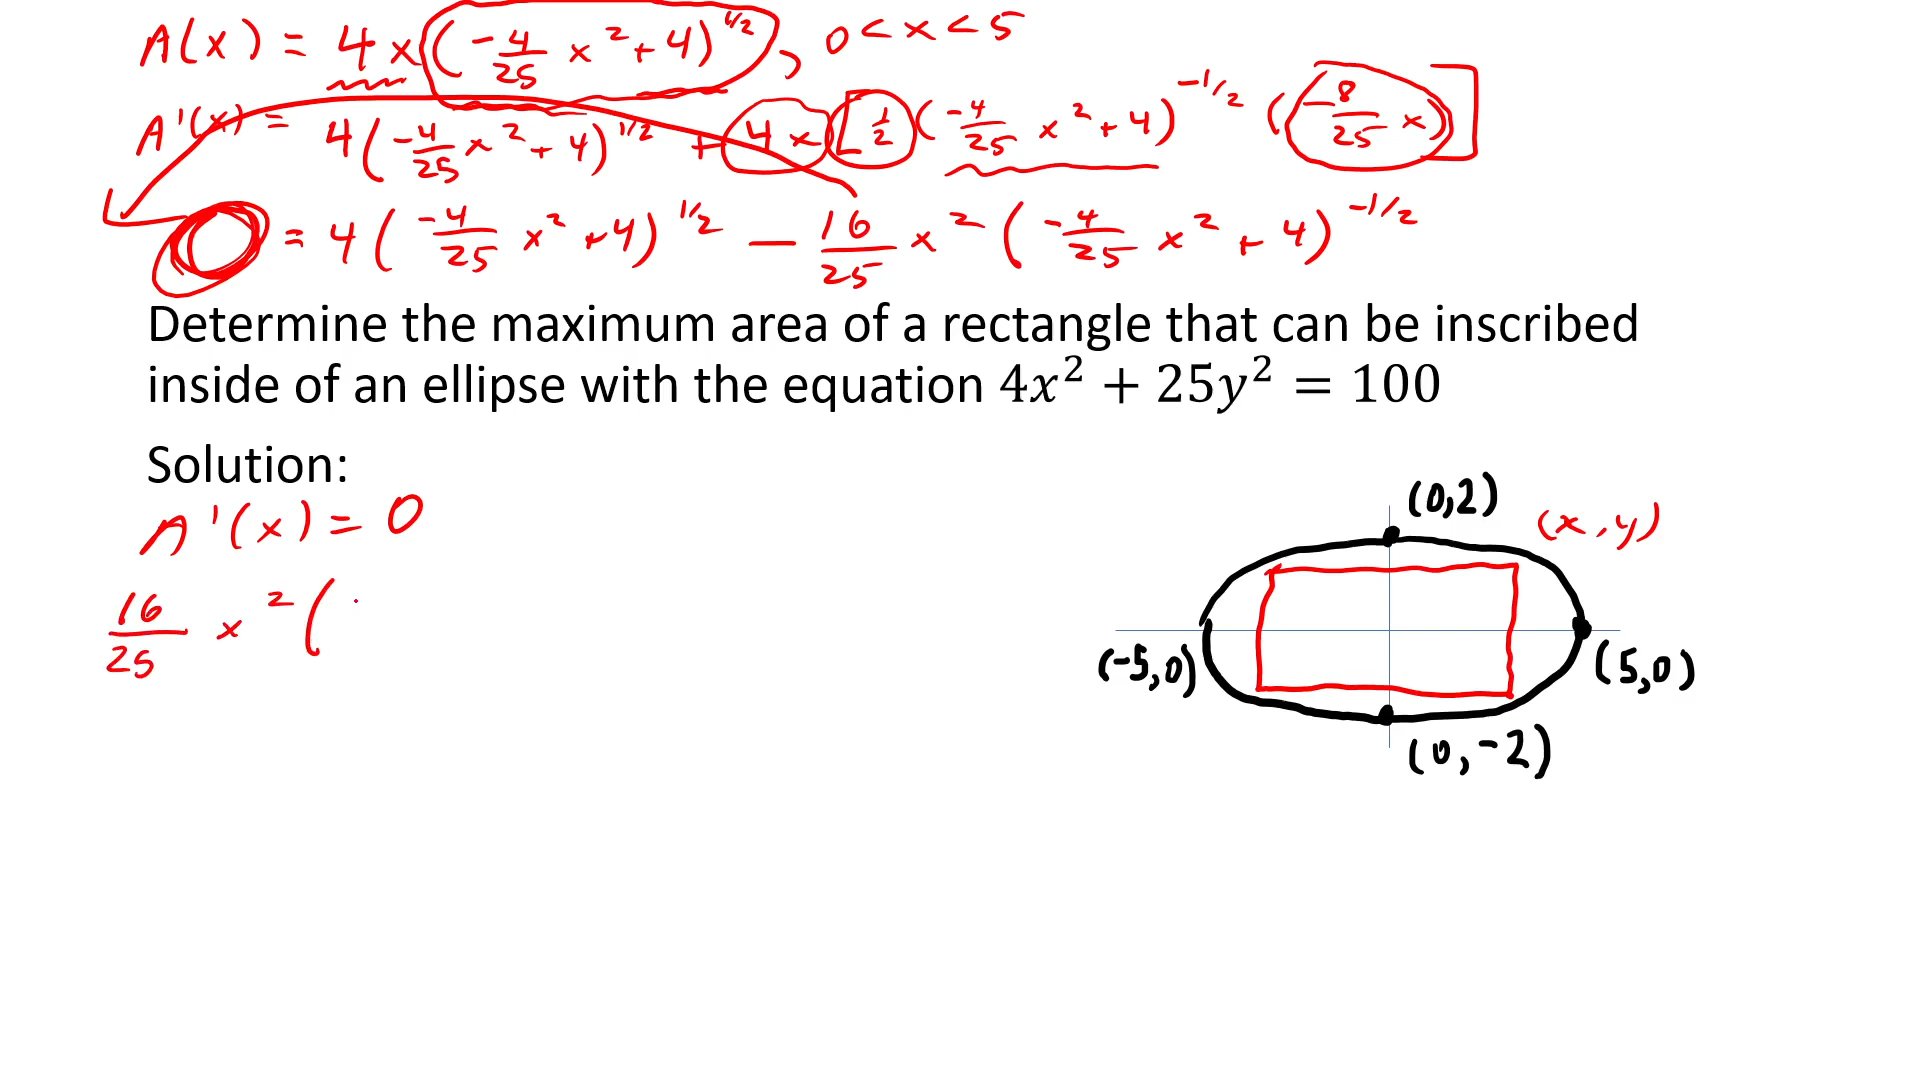 A(x) = 4x(-4/25 x² + 4)^1/2, 0 < x < 5
A'(x) = 4(-4/25 x² + 4)^1/2 + 4x[1/2(-4/25 x² + 4)^-1/2 (-8/25 x)]
0 = 4(-4/25 x² + 4)^1/2 - 16/25 x² (-4/25 x² + 4)^-1/2
Determine the maximum area of a rectangle that can be inscribed
inside of an ellipse with the equation 4x² + 25y² = 100
Solution:
A'(x) = 0
16/25 x² (
(0,2)
(x,y)
(-5,0)
(5,0)
(0,-2)